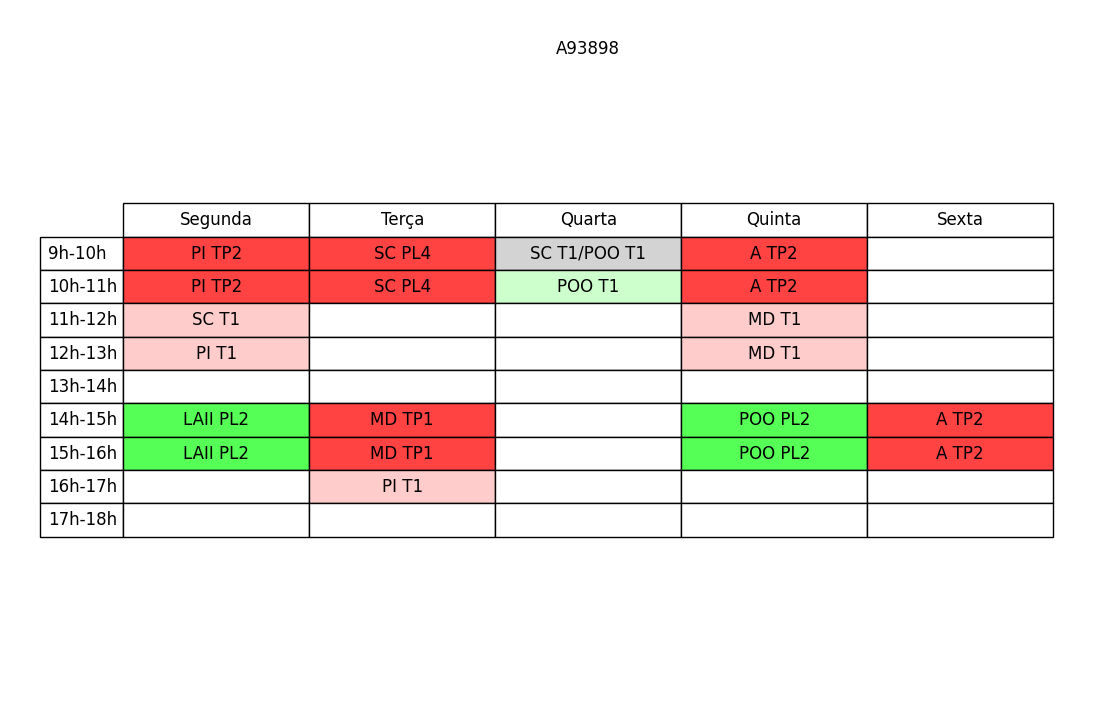 A93898
Segunda Terça Quarta Quinta Sexta
9h-10h PI TP2 SC PL4 SC T1/POO T1 A TP2
10h-11h PI TP2 SC PL4 POO T1 A TP2
11h-12h SC T1 MD T1
12h-13h PI T1 MD T1
13h-14h
14h-15h LAII PL2 MD TP1 POO PL2 A TP2
15h-16h LAII PL2 MD TP1 POO PL2 A TP2
16h-17h PI T1
17h-18h